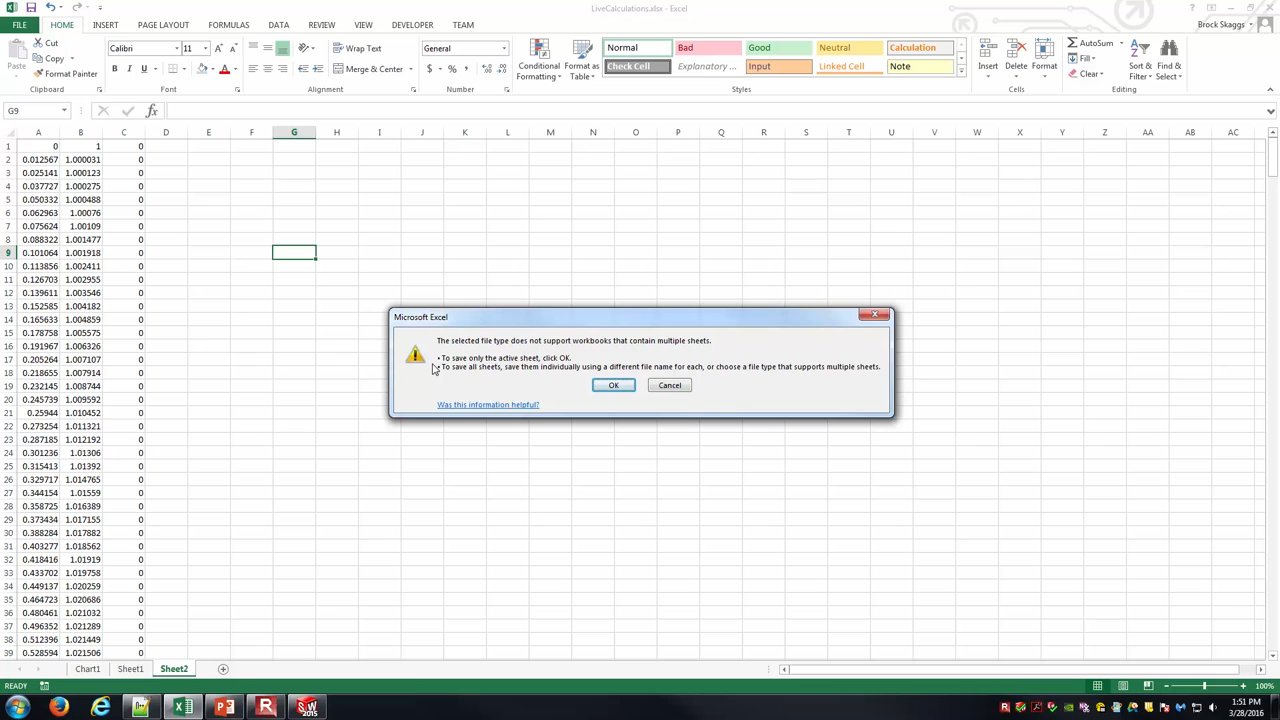 LiveCalculations.xlsx - Excel
FILE HOME INSERT PAGE LAYOUT FORMULAS DATA REVIEW VIEW DEVELOPER TEAM Brock Skaggs
Paste Cut Copy Format Painter Clipboard
Calibri 11 B I U A Font
Wrap Text Merge & Center Alignment
General $ % , Number
Conditional Formatting Format as Table
Normal Bad Good Neutral Calculation
Check Cell Explanatory ... Input Linked Cell Note
Styles
Insert Delete Format Cells
AutoSum Fill Clear Sort & Filter Find & Select Editing
G9 fx
A B C D E F G H I J K L M N O P Q R S T U V W X Y Z AA AB AC
1 0 1 0
2 0.012567 1.000031 0
3 0.025141 1.000123 0
4 0.037727 1.000275 0
5 0.050332 1.000488 0
6 0.062963 1.00076 0
7 0.075624 1.00109 0
8 0.088322 1.001477 0
9 0.101064 1.001918 0
10 0.113856 1.002411 0
11 0.126703 1.002955 0
12 0.139611 1.003546 0
13 0.152585 1.004182 0
14 0.165633 1.004859 0
15 0.178758 1.005575 0
16 0.191967 1.006326 0
17 0.205264 1.007107 0
18 0.218655 1.007914 0
19 0.232145 1.008744 0
20 0.245739 1.009592 0
21 0.25944 1.010452 0
22 0.273254 1.011321 0
23 0.287185 1.012192 0
24 0.301236 1.01306 0
25 0.315413 1.01392 0
26 0.329717 1.014765 0
27 0.344154 1.01559 0
28 0.358725 1.016389 0
29 0.373434 1.017155 0
30 0.388284 1.017882 0
31 0.403277 1.018562 0
32 0.418416 1.01919 0
33 0.433702 1.019758 0
34 0.449137 1.020259 0
35 0.464723 1.020686 0
36 0.480461 1.021032 0
37 0.496352 1.021289 0
38 0.512396 1.021449 0
39 0.528594 1.021506 0
Microsoft Excel
The selected file type does not support workbooks that contain multiple sheets.
• To save only the active sheet, click OK.
• To save all sheets, save them individually using a different file name for each, or choose a file type that supports multiple sheets.
OK Cancel
Was this information helpful?
Chart1 Sheet1 Sheet2
READY 100%
1:51 PM
3/28/2016